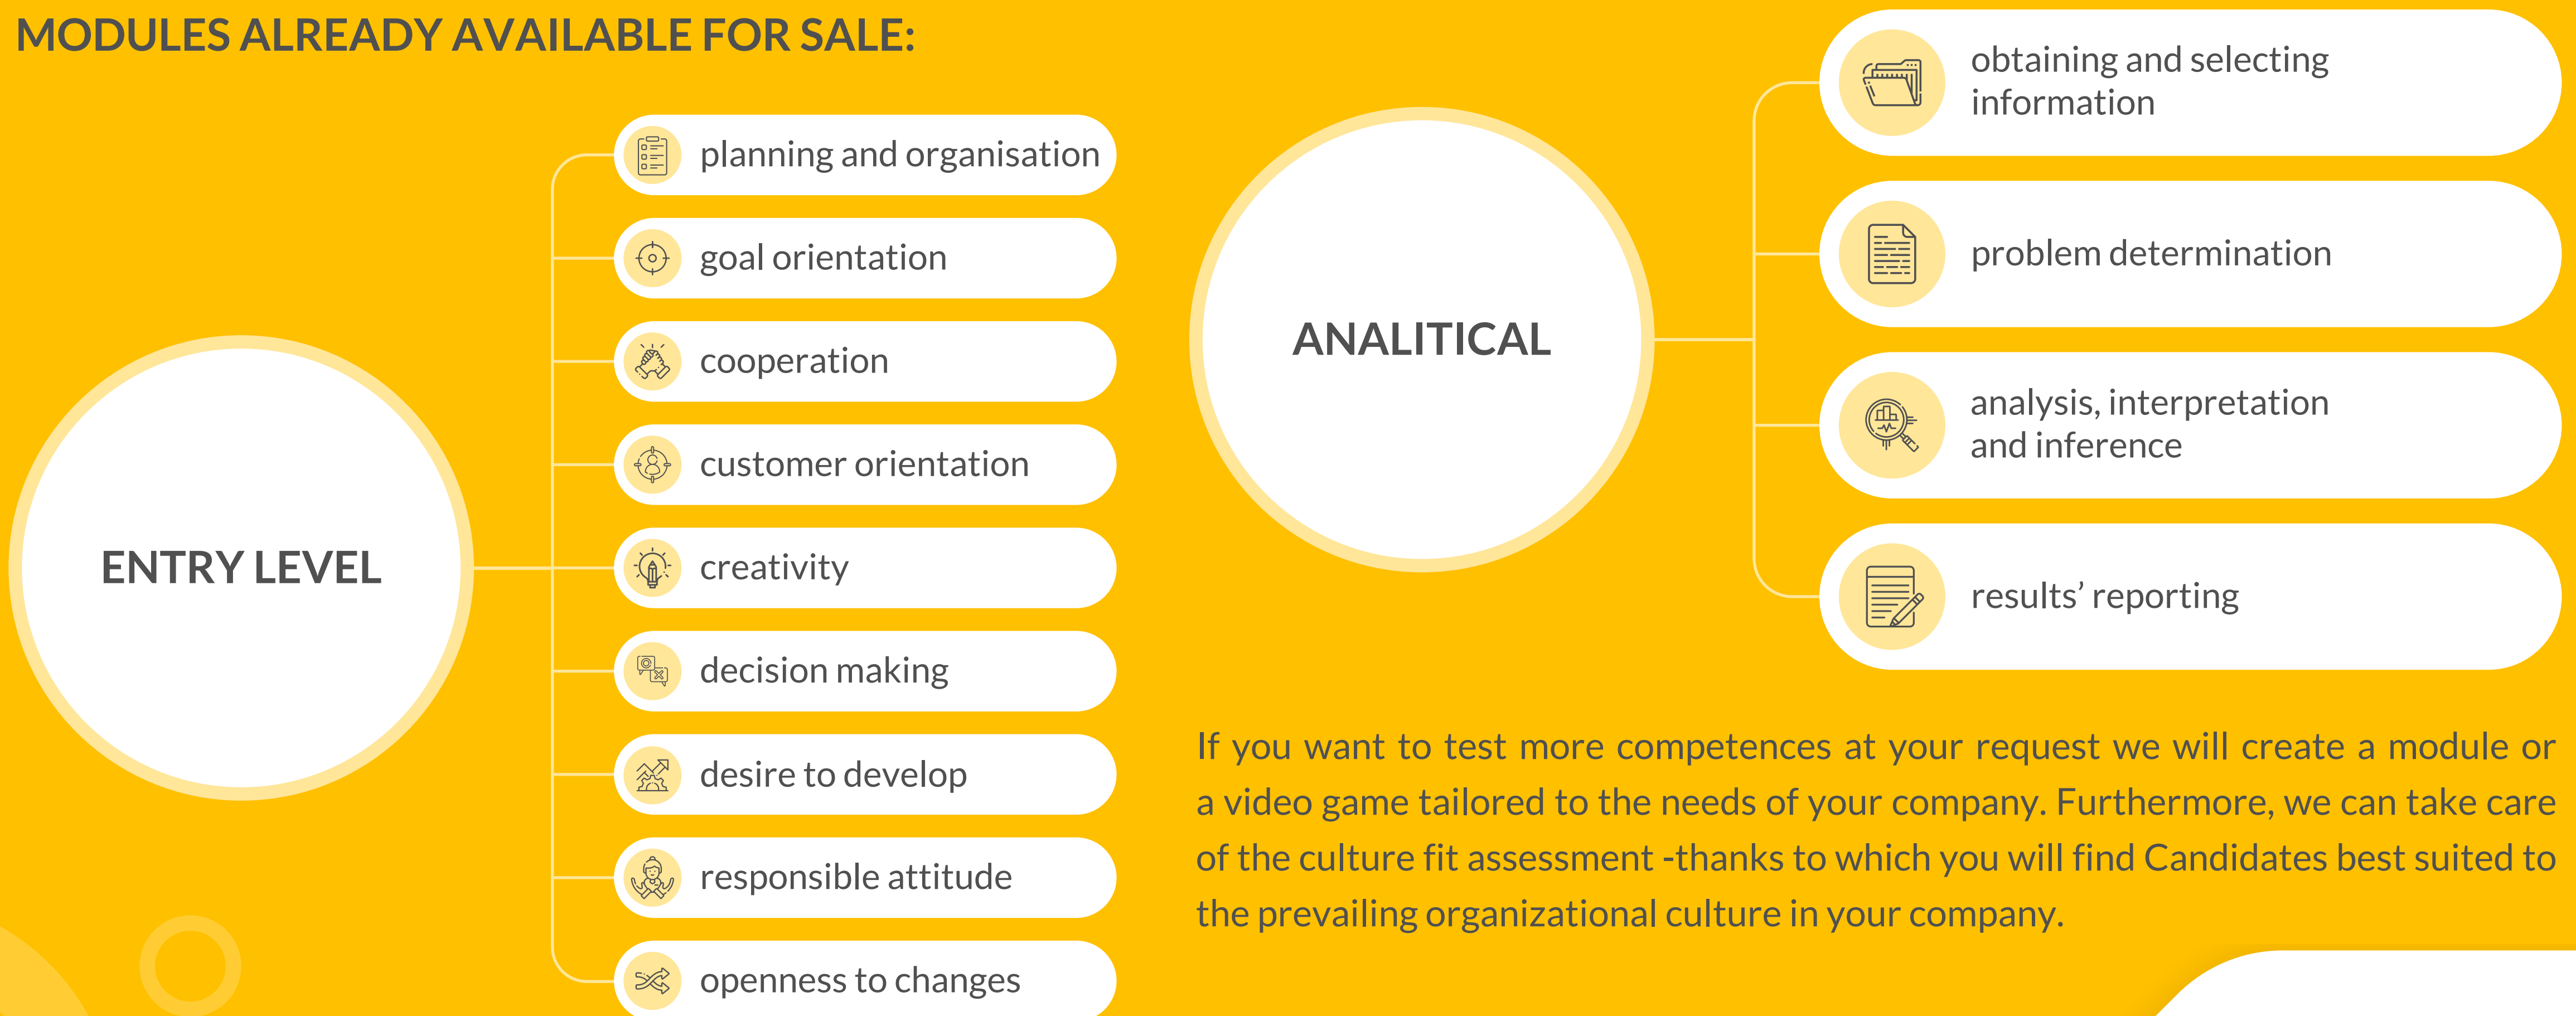 MODULES ALREADY AVAILABLE FOR SALE:
ENTRY LEVEL
planning and organisation
goal orientation
cooperation
customer orientation
creativity
decision making
desire to develop
responsible attitude
openness to changes
ANALITICAL
obtaining and selecting
information
problem determination
analysis, interpretation
and inference
results’ reporting
If you want to test more competences at your request we will create a module or
a video game tailored to the needs of your company. Furthermore, we can take care
of the culture fit assessment -thanks to which you will find Candidates best suited to
the prevailing organizational culture in your company.